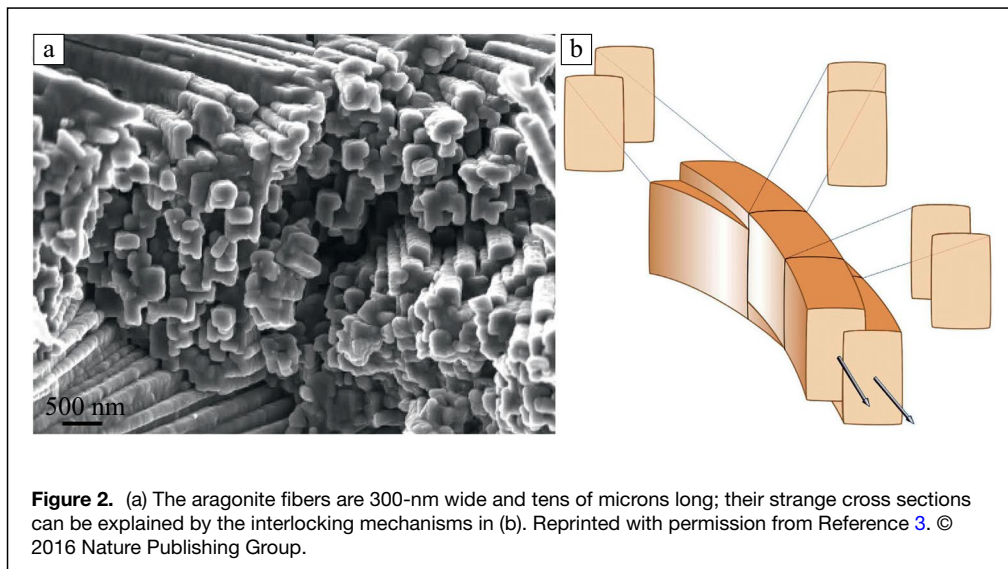 a
b
500 nm
Figure 2. (a) The aragonite fibers are 300-nm wide and tens of microns long; their strange cross sections
can be explained by the interlocking mechanisms in (b). Reprinted with permission from Reference 3. ©
2016 Nature Publishing Group.